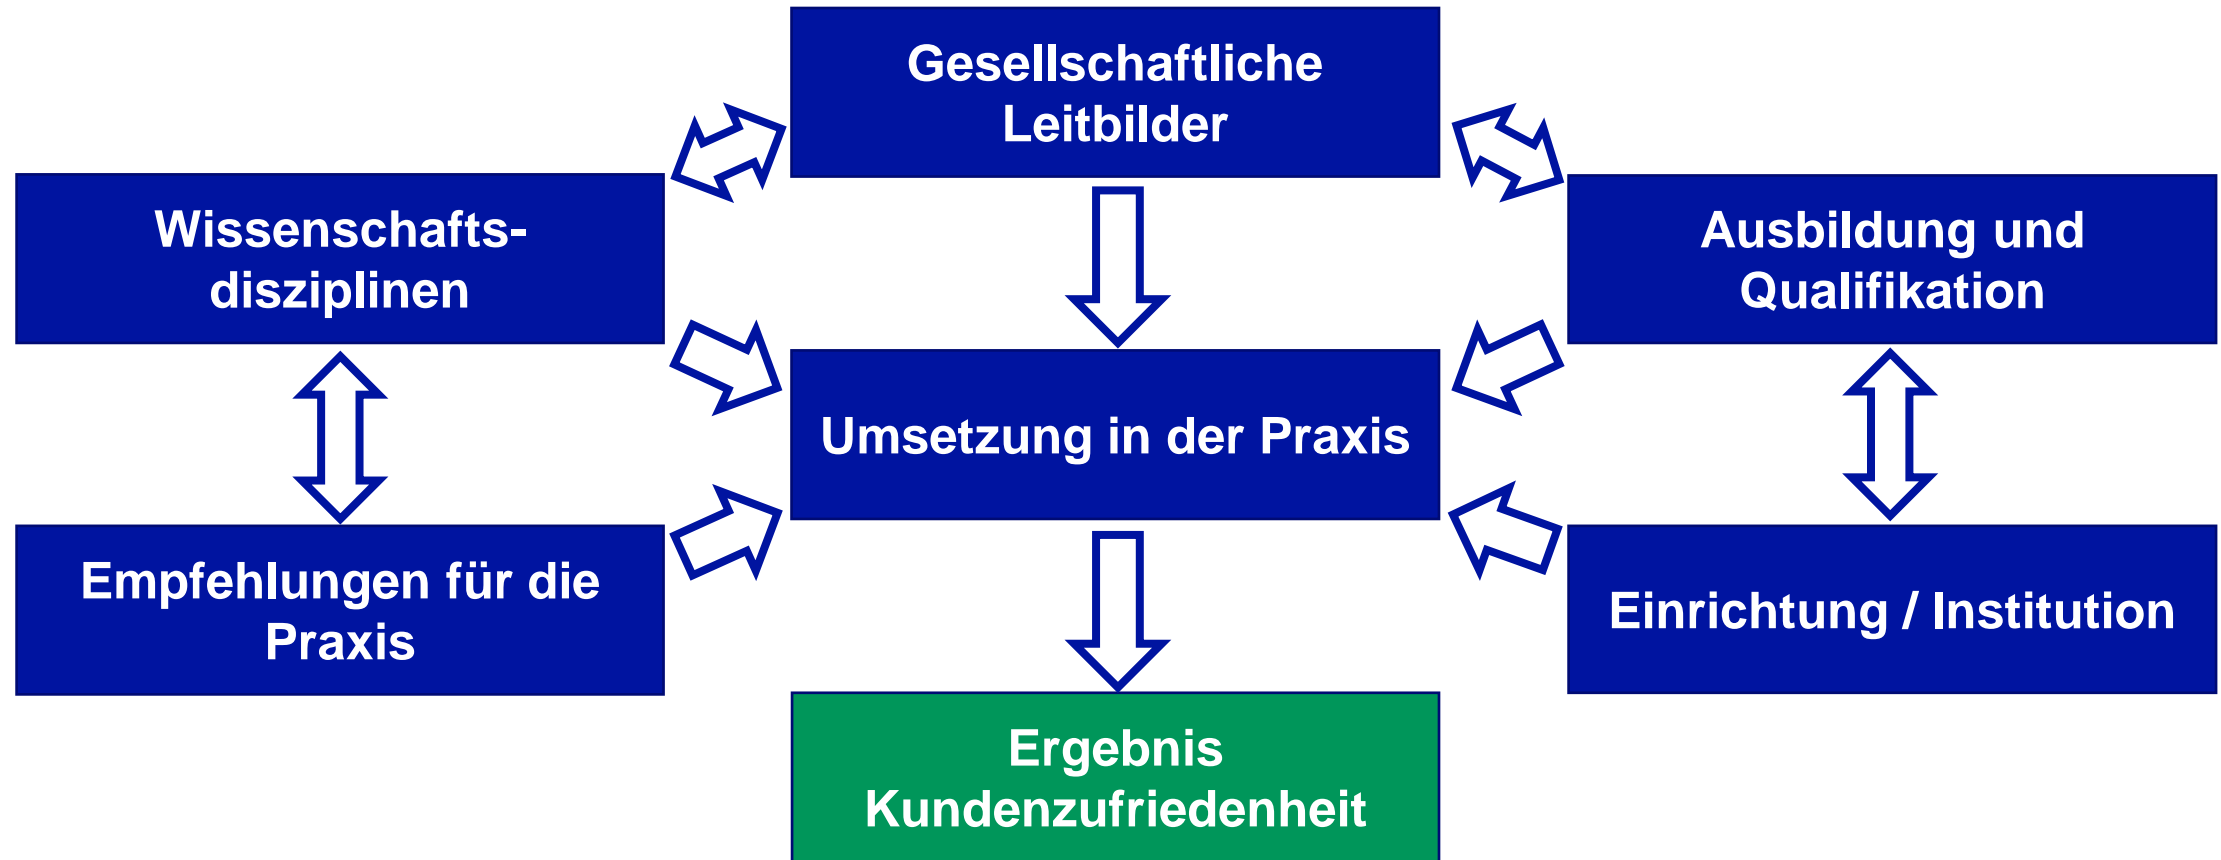 Gesellschaftliche
Leitbilder
Wissenschafts-
disziplinen
Ausbildung und
Qualifikation
Umsetzung in der Praxis
Empfehlungen für die
Praxis
Einrichtung / Institution
Ergebnis
Kundenzufriedenheit